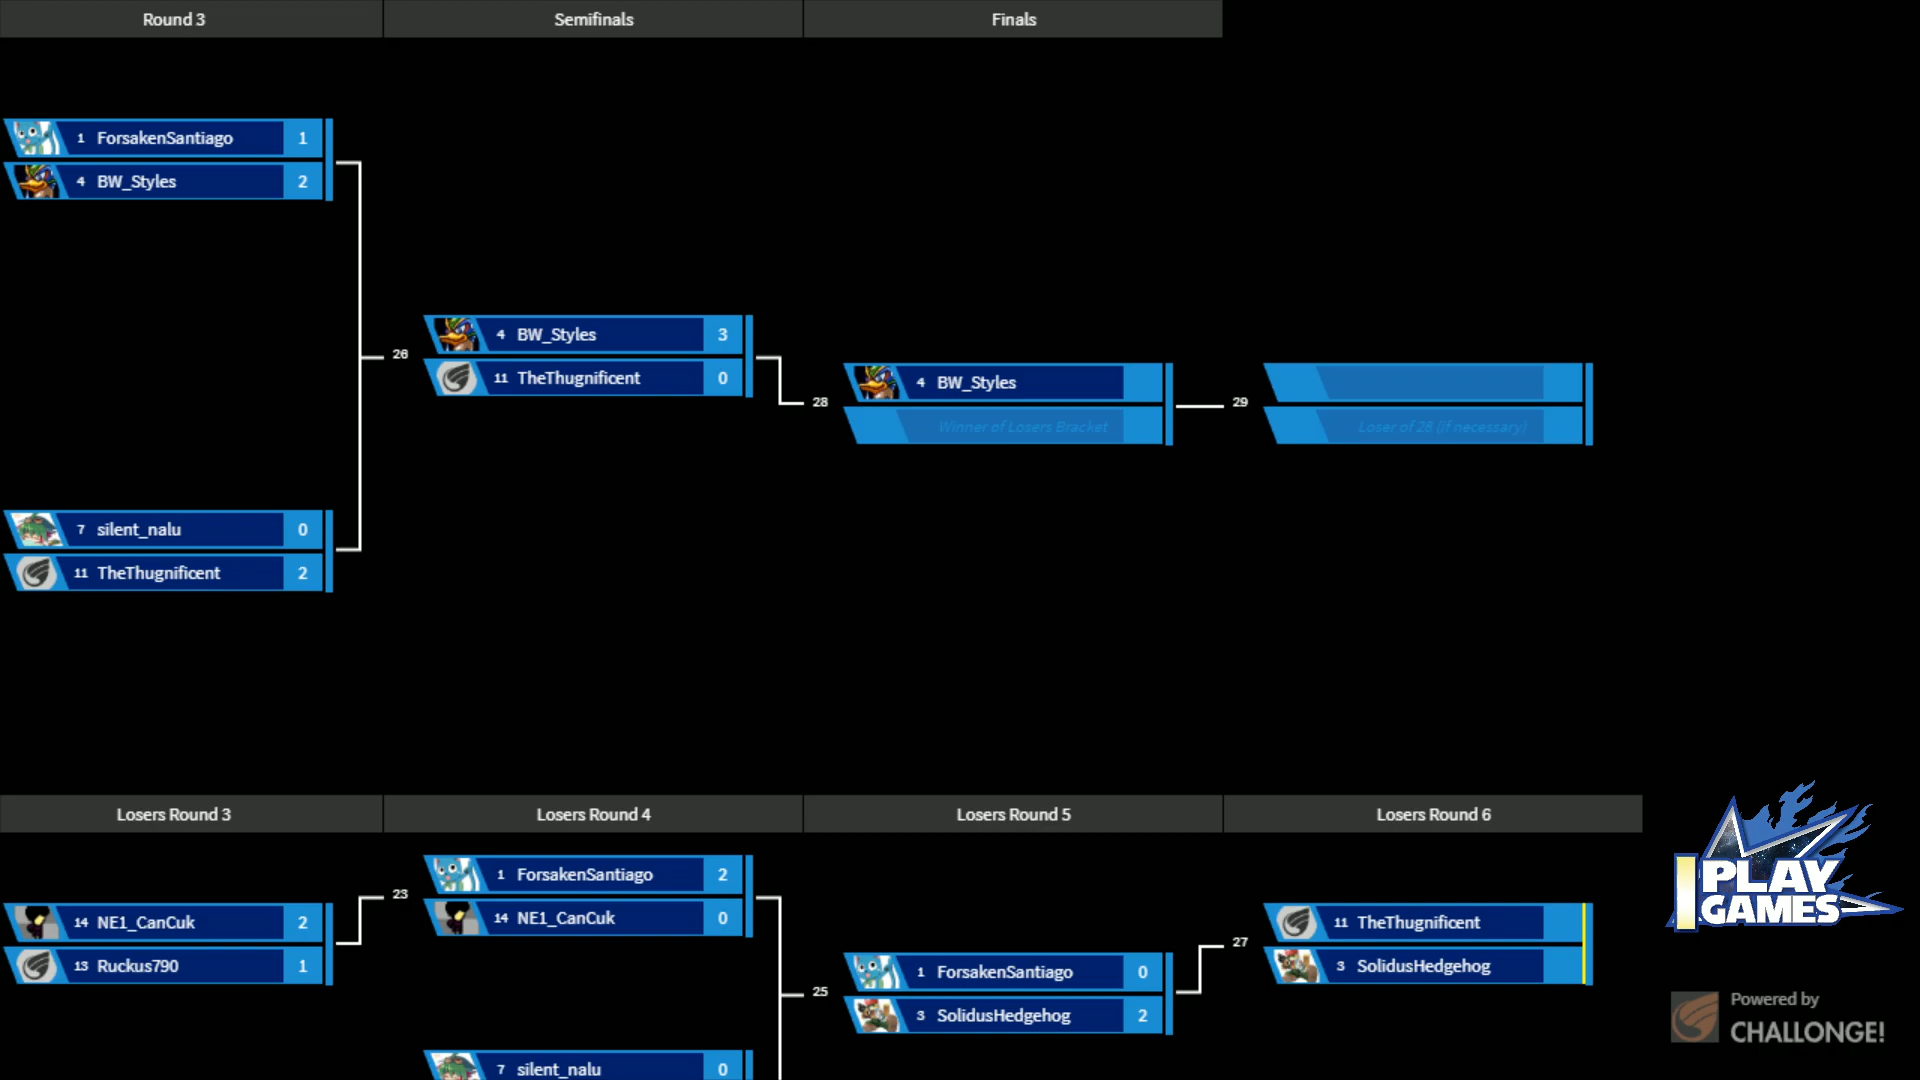 Round 3 Semifinals Finals
1 ForsakenSantiago 1
4 BW_Styles 2
26
4 BW_Styles 3
11 TheThugnificent 0
28
4 BW_Styles
Winner of Losers Bracket
29
Loser of 28 (if necessary)
7 silent_nalu 0
11 TheThugnificent 2
Losers Round 3 Losers Round 4 Losers Round 5 Losers Round 6
14 NE1_CanCuk 2
13 Ruckus790 1
23
1 ForsakenSantiago 2
14 NE1_CanCuk 0
7 silent_nalu 0
25
1 ForsakenSantiago 0
3 SolidusHedgehog 2
27
11 TheThugnificent
3 SolidusHedgehog
I PLAY
GAMES
Powered by
CHALLONGE!